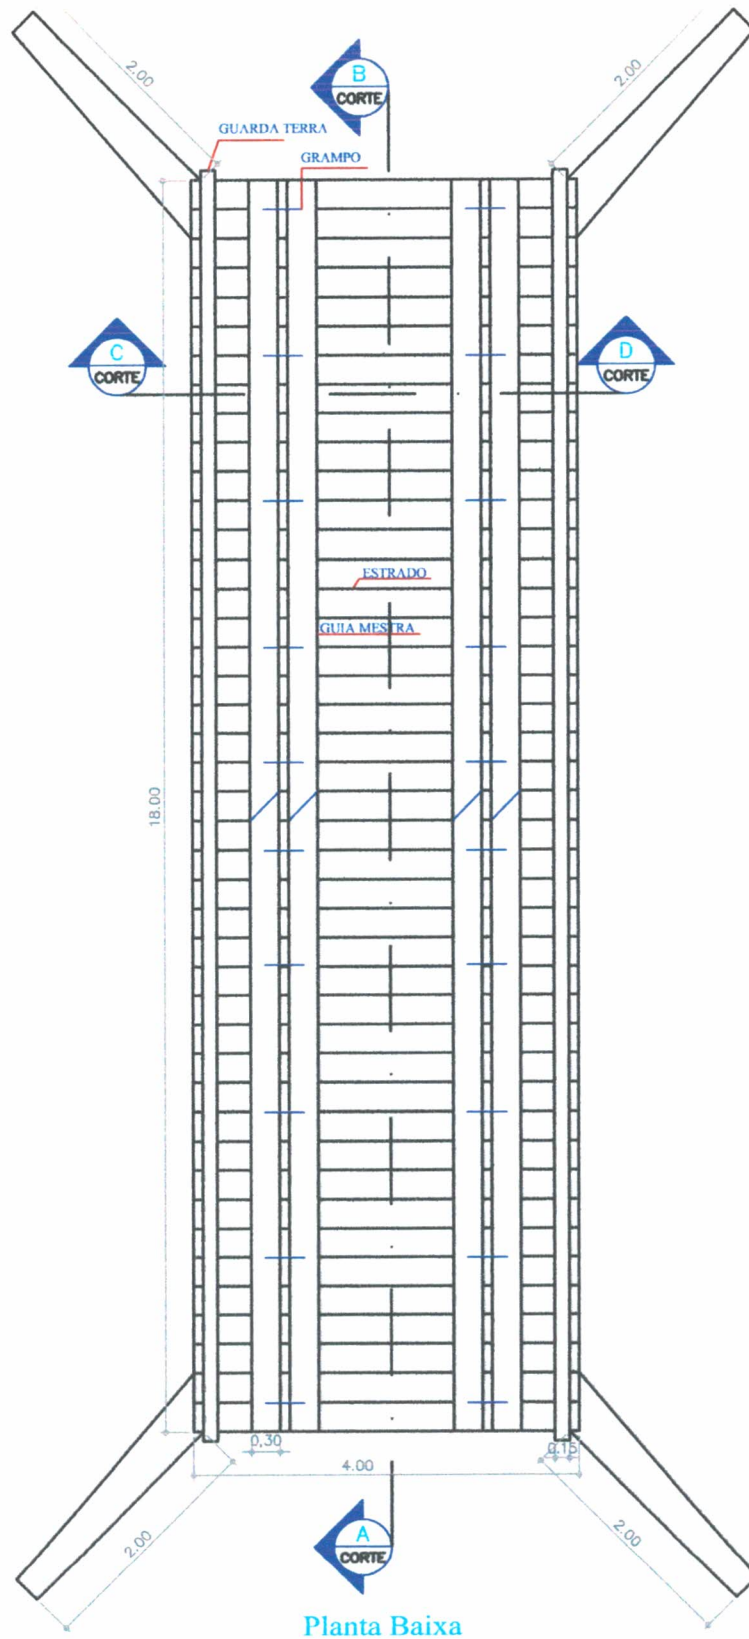 2.00
2.00
B
CORTE
GUARDA TERRA
GRAMPO
C
CORTE
D
CORTE
ESTRADO
GUIA MESTRA
18.00
0,30
0,15
4.00
2.00
2.00
A
CORTE
Planta Baixa